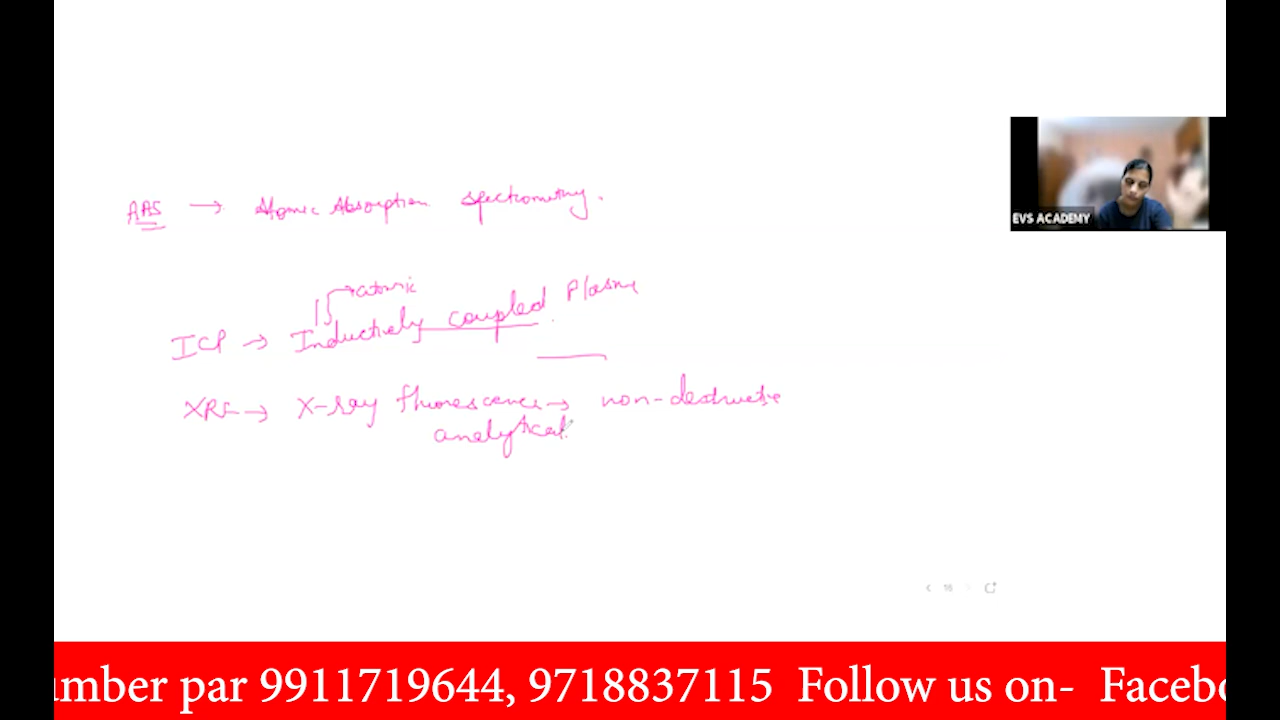 AAS → Atomic Absorption spectrometry.
EVS ACADEMY
→ atomic
ICP → Inductively coupled Plasma
XRF → X-ray fluorescence → non-destructive
analytical
umber par 9911719644, 9718837115 Follow us on- Facebo